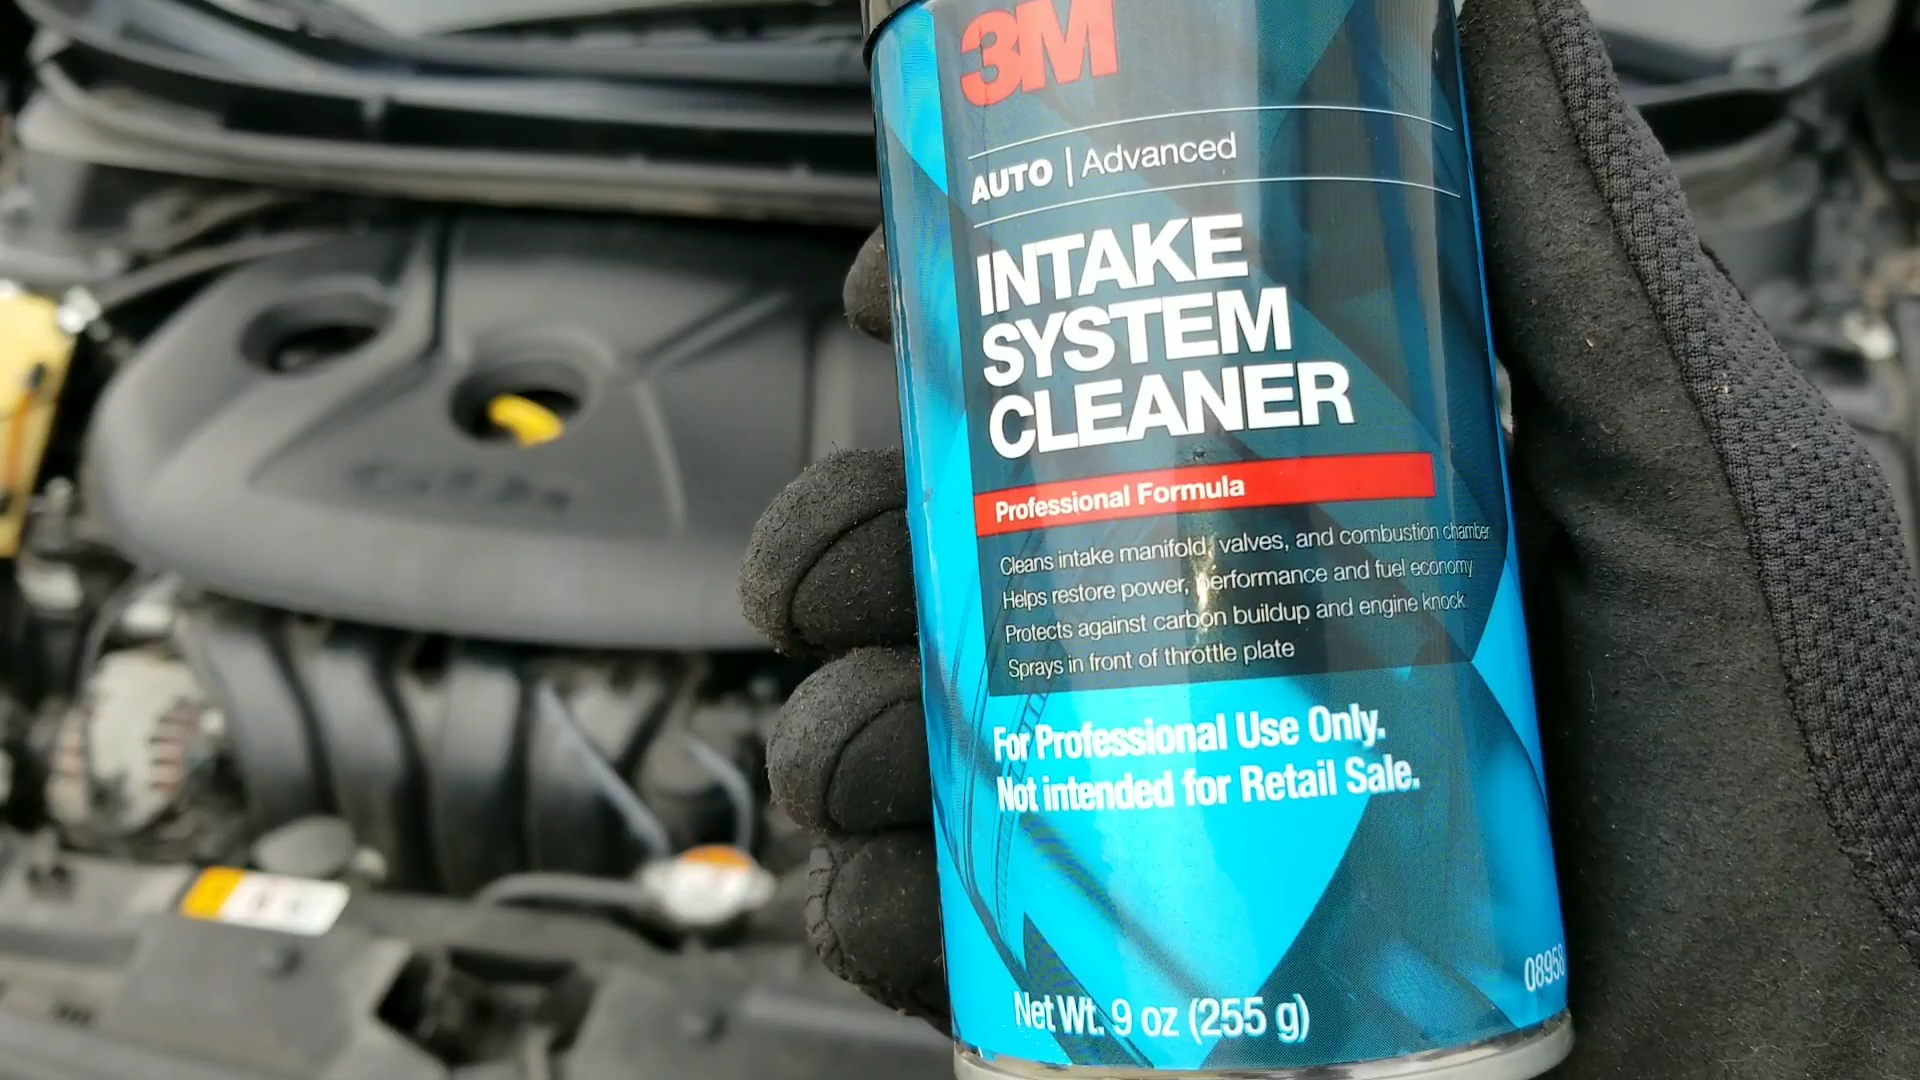 3M
AUTO | Advanced
INTAKE
SYSTEM
CLEANER
Professional Formula
Cleans intake manifold, valves, and combustion chamber
Helps restore power, performance and fuel economy
Protects against carbon buildup and engine knock
Sprays in front of throttle plate
For Professional Use Only.
Not intended for Retail Sale.
08958
Net Wt. 9 oz (255 g)